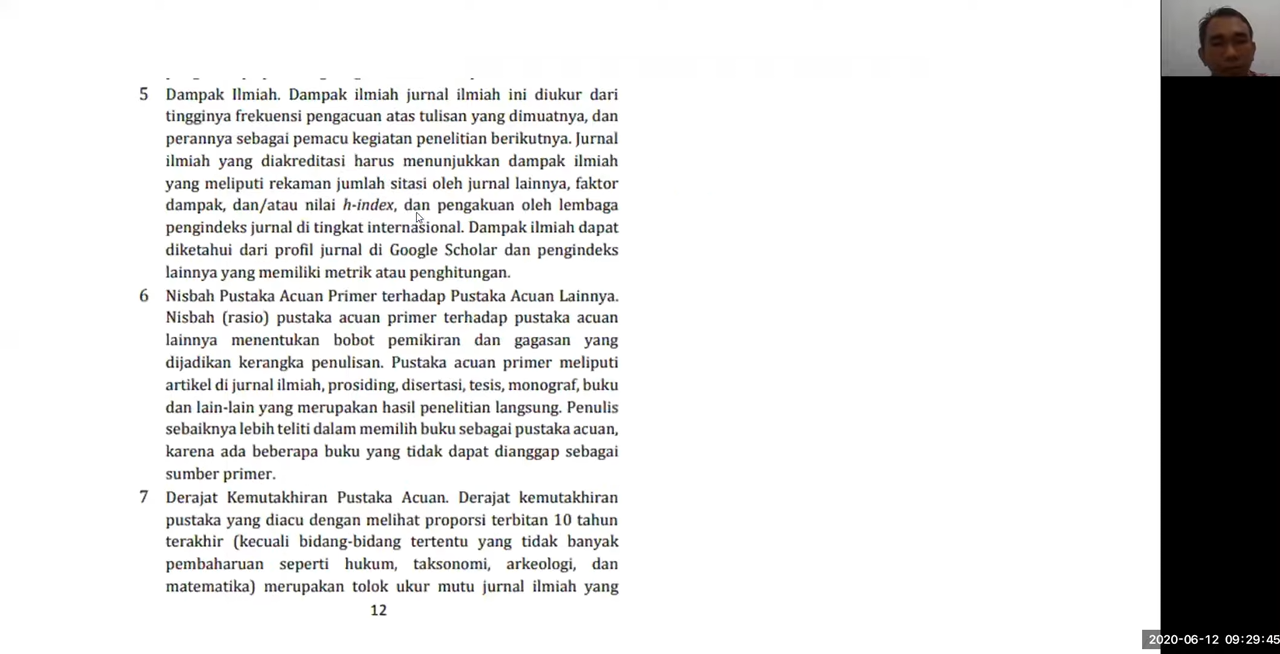 5 Dampak Ilmiah. Dampak ilmiah jurnal ilmiah ini diukur dari
tingginya frekuensi pengacuan atas tulisan yang dimuatnya, dan
perannya sebagai pemacu kegiatan penelitian berikutnya. Jurnal
ilmiah yang diakreditasi harus menunjukkan dampak ilmiah
yang meliputi rekaman jumlah sitasi oleh jurnal lainnya, faktor
dampak, dan/atau nilai h-index, dan pengakuan oleh lembaga
pengindeks jurnal di tingkat internasional. Dampak ilmiah dapat
diketahui dari profil jurnal di Google Scholar dan pengindeks
lainnya yang memiliki metrik atau penghitungan.
6 Nisbah Pustaka Acuan Primer terhadap Pustaka Acuan Lainnya.
Nisbah (rasio) pustaka acuan primer terhadap pustaka acuan
lainnya menentukan bobot pemikiran dan gagasan yang
dijadikan kerangka penulisan. Pustaka acuan primer meliputi
artikel di jurnal ilmiah, prosiding, disertasi, tesis, monograf, buku
dan lain-lain yang merupakan hasil penelitian langsung. Penulis
sebaiknya lebih teliti dalam memilih buku sebagai pustaka acuan,
karena ada beberapa buku yang tidak dapat dianggap sebagai
sumber primer.
7 Derajat Kemutakhiran Pustaka Acuan. Derajat kemutakhiran
pustaka yang diacu dengan melihat proporsi terbitan 10 tahun
terakhir (kecuali bidang-bidang tertentu yang tidak banyak
pembaharuan seperti hukum, taksonomi, arkeologi, dan
matematika) merupakan tolok ukur mutu jurnal ilmiah yang
12
2020-06-12 09:29:45